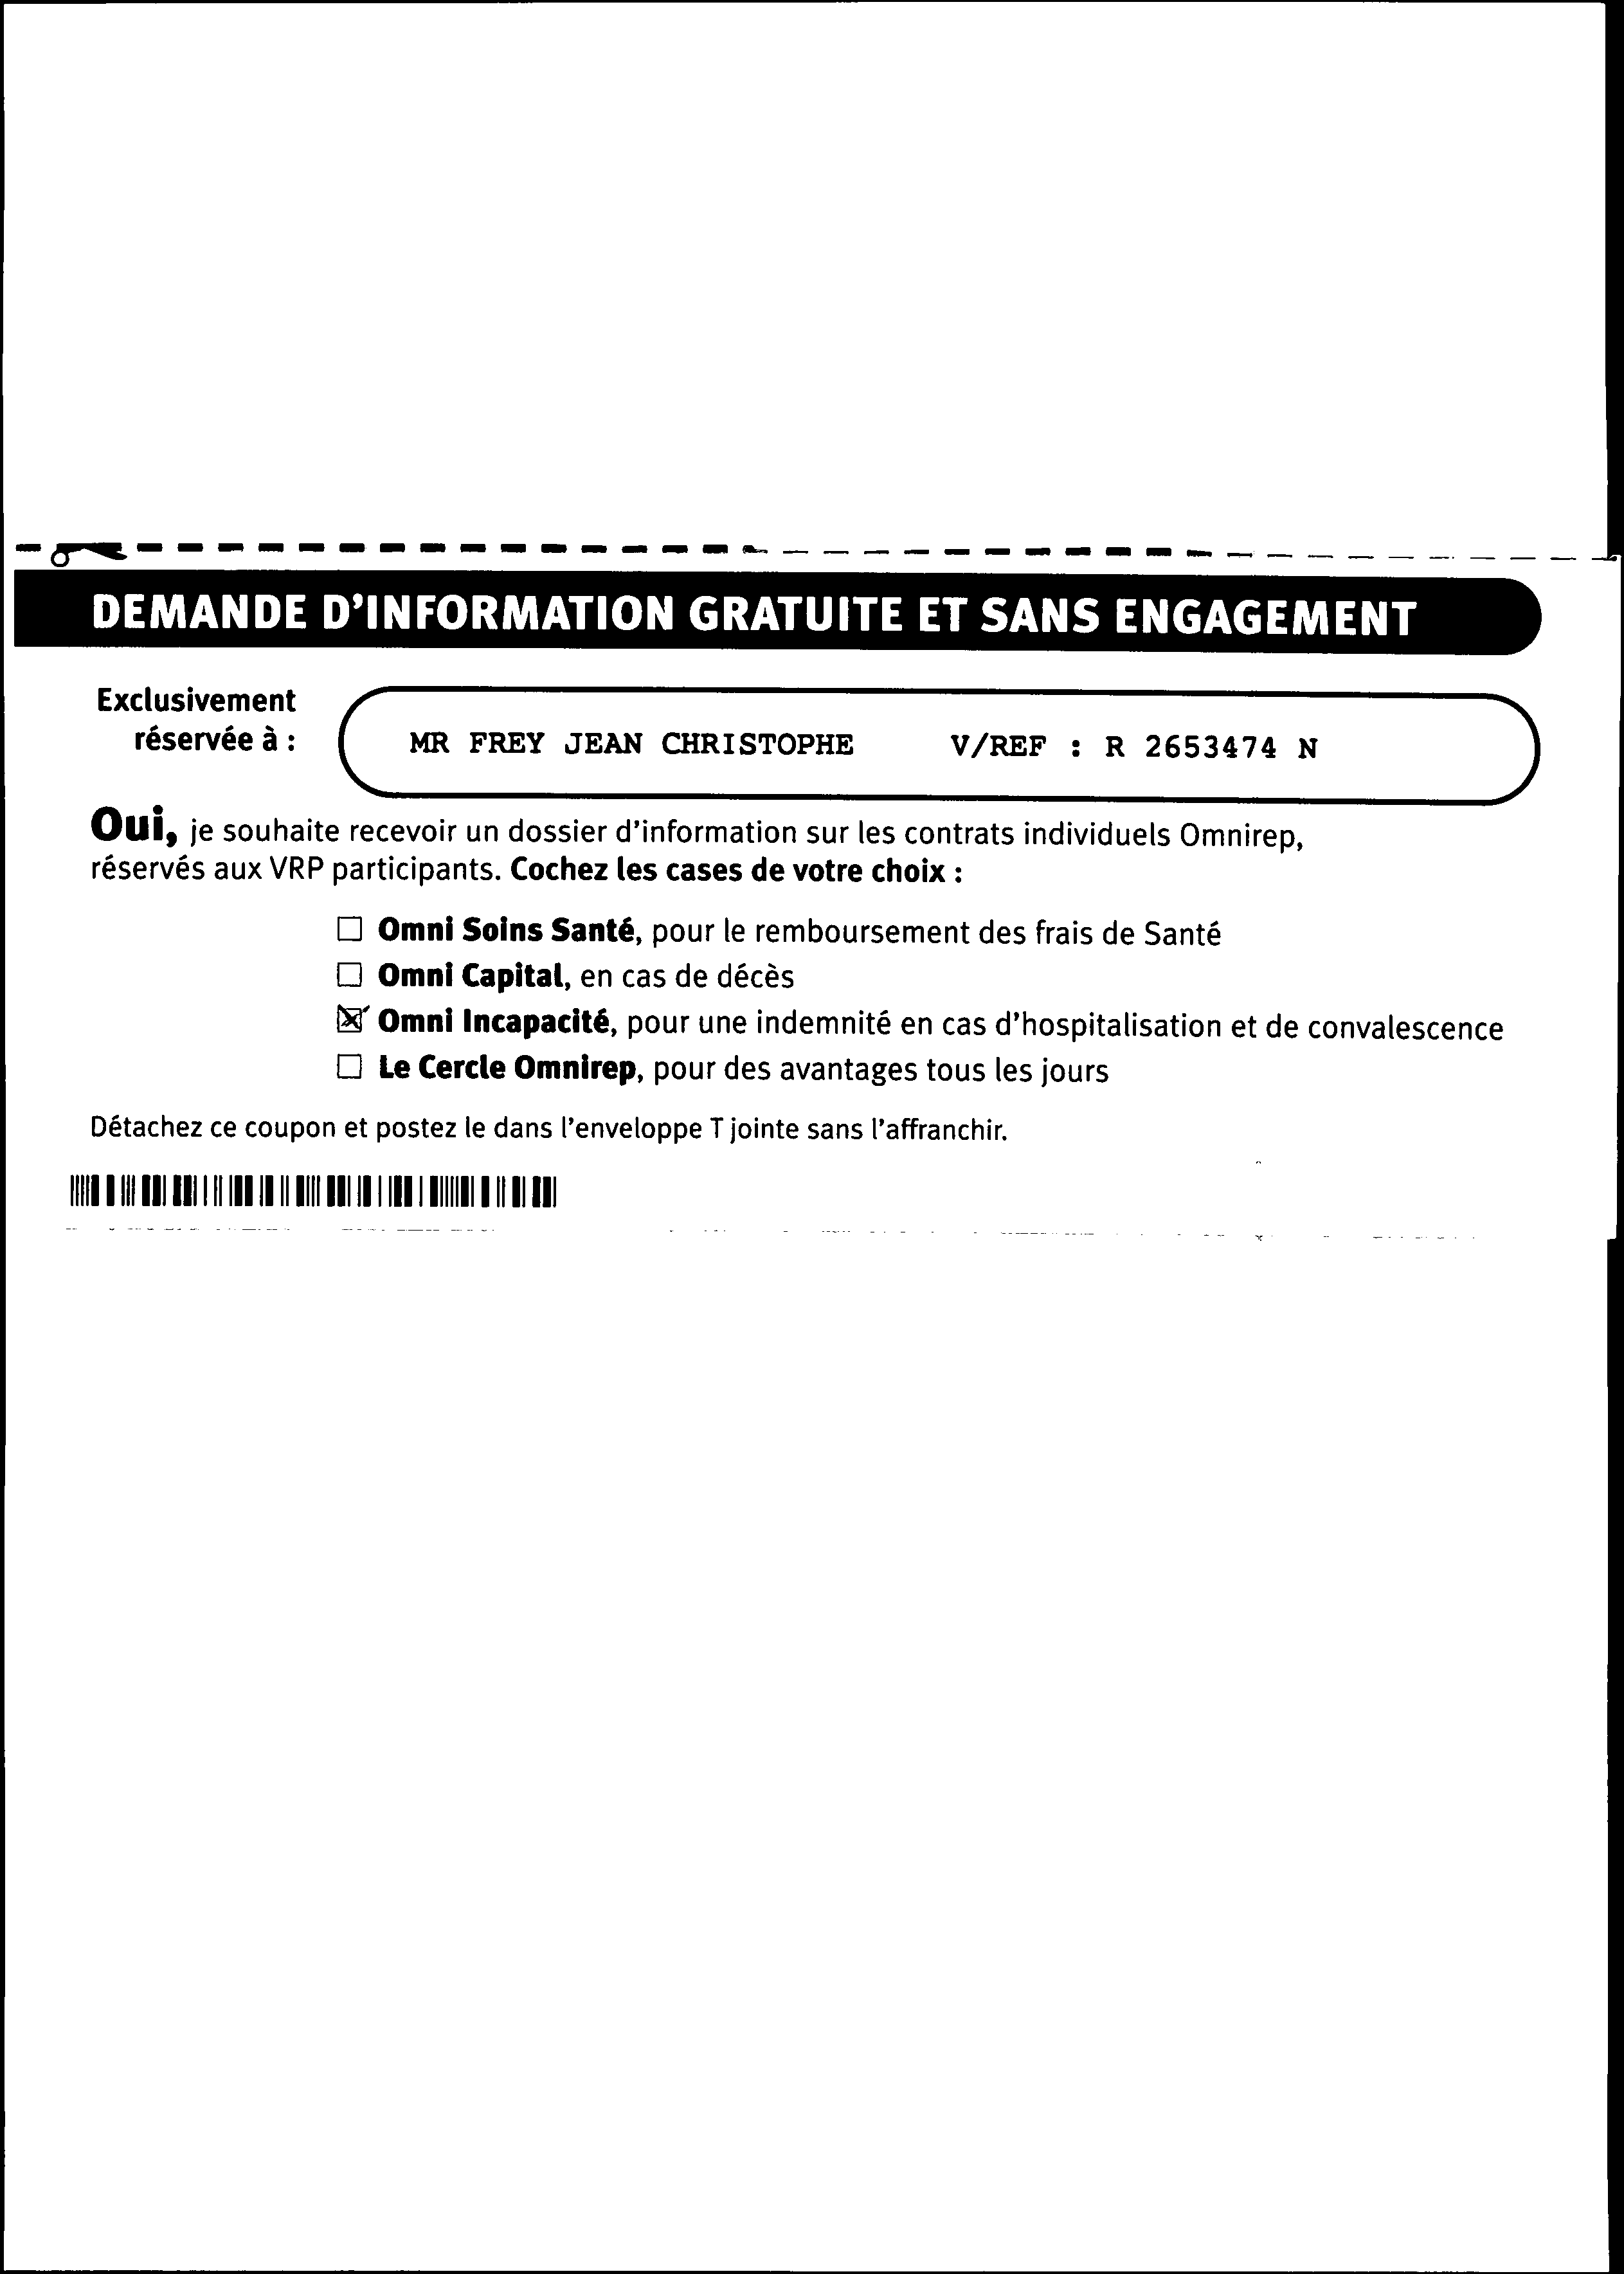 DEMANDE D'INFORMATION GRATUITE ET SANS ENGAGEMENT
Exclusivement
réservée à :
MR FREY JEAN CHRISTOPHE V/REF : R 2653474 N
Oui, je souhaite recevoir un dossier d'information sur les contrats individuels Omnirep,
réservés aux VRP participants. Cochez les cases de votre choix :
☐ Omni Soins Santé, pour le remboursement des frais de Santé
☐ Omni Capital, en cas de décès
☒ Omni Incapacité, pour une indemnité en cas d'hospitalisation et de convalescence
☐ Le Cercle Omnirep, pour des avantages tous les jours
Détachez ce coupon et postez le dans l'enveloppe T jointe sans l'affranchir.